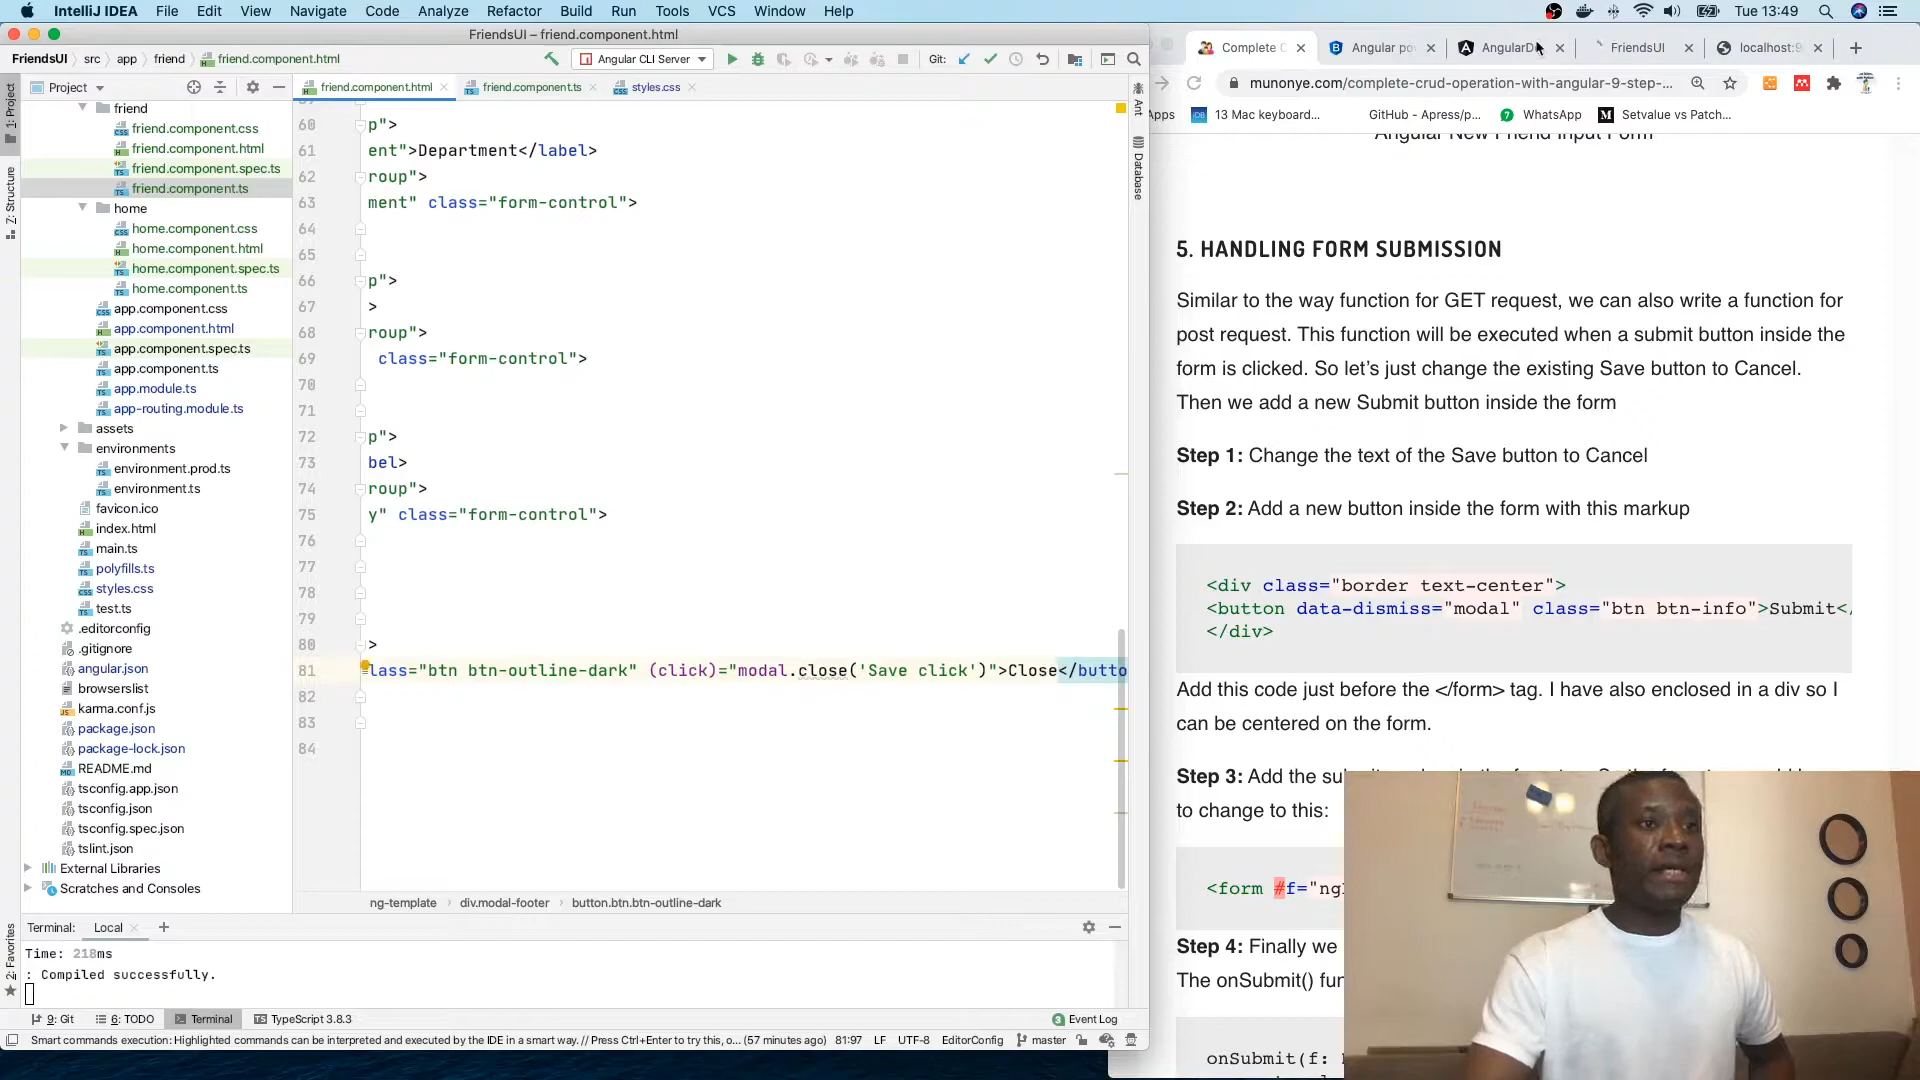 IntelliJ IDEA File Edit View Navigate Code Analyze Refactor Build Run Tools VCS Window Help
Tue 13:49
FriendsUI – friend.component.html
FriendsUI src app friend friend.component.html
Angular CLI Server
Git:
Project
friend.component.html
friend.component.ts
styles.css
1: Project
7: Structure
2: Favorites
Ant
Database
friend
friend.component.css
friend.component.html
friend.component.spec.ts
friend.component.ts
home
home.component.css
home.component.html
home.component.spec.ts
home.component.ts
app.component.css
app.component.html
app.component.spec.ts
app.component.ts
app.module.ts
app-routing.module.ts
assets
environments
environment.prod.ts
environment.ts
favicon.ico
index.html
main.ts
polyfills.ts
styles.css
test.ts
.editorconfig
.gitignore
angular.json
browserslist
karma.conf.js
package.json
package-lock.json
README.md
tsconfig.app.json
tsconfig.json
tsconfig.spec.json
tslint.json
External Libraries
Scratches and Consoles
60 p">
61 ent">Department</label>
62 roup">
63 ment" class="form-control">
64
65
66 p">
67 >
68 roup">
69 class="form-control">
70
71
72 p">
73 bel>
74 roup">
75 y" class="form-control">
76
77
78
79
80 >
81 lass="btn btn-outline-dark" (click)="modal.close('Save click')">Close</butto
82
83
84
ng-template div.modal-footer button.btn.btn-outline-dark
Terminal: Local
Time: 218ms
: Compiled successfully.
9: Git 6: TODO Terminal TypeScript 3.8.3
3 Event Log
Smart commands execution: Highlighted commands can be interpreted and executed by the IDE in a smart way. // Press Ctrl+Enter to try this, o... (57 minutes ago) 81:97 LF UTF-8 EditorConfig master
Complete C
Angular po
AngularD
FriendsUI
localhost:9
munonye.com/complete-crud-operation-with-angular-9-step-...
Apps 13 Mac keyboard... GitHub - Apress/p... 7 WhatsApp M Setvalue vs Patch...
Angular New Friend Input Form
5. HANDLING FORM SUBMISSION
Similar to the way function for GET request, we can also write a function for
post request. This function will be executed when a submit button inside the
form is clicked. So let's just change the existing Save button to Cancel.
Then we add a new Submit button inside the form
Step 1: Change the text of the Save button to Cancel
Step 2: Add a new button inside the form with this markup
<div class="border text-center">
<button data-dismiss="modal" class="btn btn-info">Submit</
</div>
Add this code just before the </form> tag. I have also enclosed in a div so I
can be centered on the form.
Step 3: Add the
to change to this:
<form #f="ng
Step 4: Finally we
The onSubmit() fun
onSubmit(f: